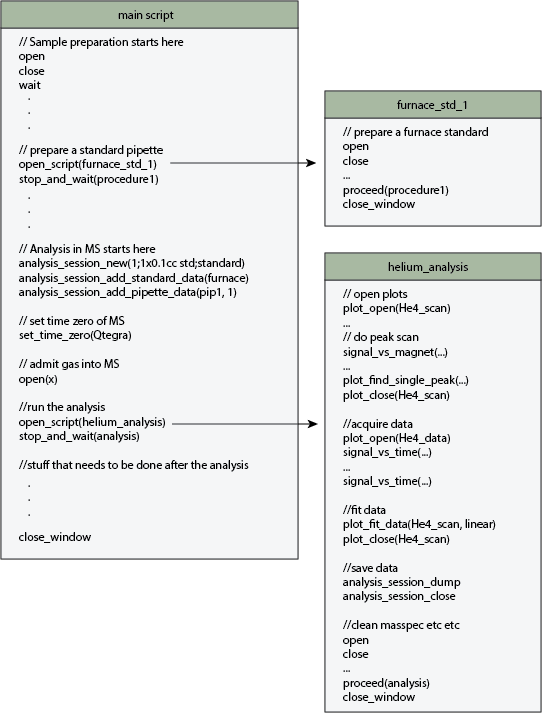 main script
// Sample preparation starts here
open
close
wait
.
.
.
// prepare a standard pipette
open_script(furnace_std_1)
stop_and_wait(procedure1)
.
.
.
// Analysis in MS starts here
analysis_session_new(1;1x0.1cc std;standard)
analysis_session_add_standard_data(furnace)
analysis_session_add_pipette_data(pip1, 1)
// set time zero of MS
set_time_zero(Qtegra)
// admit gas into MS
open(x)
//run the analysis
open_script(helium_analysis)
stop_and_wait(analysis)
//stuff that needs to be done after the analysis
.
.
.
close_window
furnace_std_1
// prepare a furnace standard
open
close
...
proceed(procedure1)
close_window
helium_analysis
// open plots
plot_open(He4_scan)
...
// do peak scan
signal_vs_magnet(...)
...
plot_find_single_peak(...)
plot_close(He4_scan)
//acquire data
plot_open(He4_data)
signal_vs_time(...)
...
signal_vs_time(...)
//fit data
plot_fit_data(He4_scan, linear)
plot_close(He4_scan)
//save data
analysis_session_dump
analysis_session_close
//clean masspec etc etc
open
close
...
proceed(analysis)
close_window